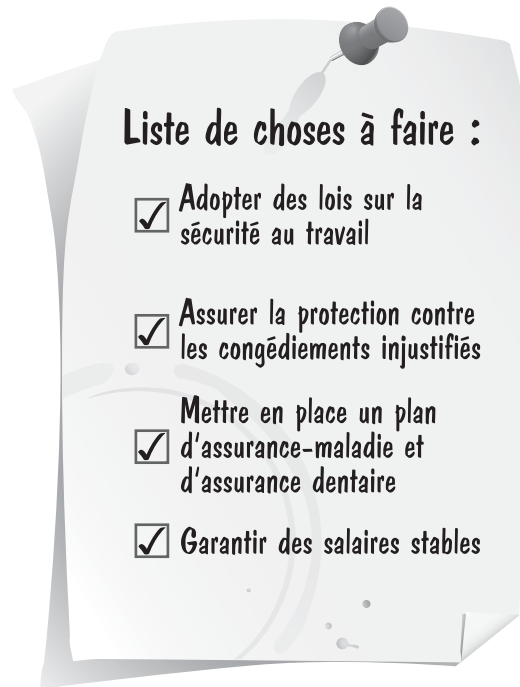 Liste de choses à faire :
Adopter des lois sur la
sécurité au travail
Assurer la protection contre
les congédiements injustifiés
Mettre en place un plan
d'assurance-maladie et
d'assurance dentaire
Garantir des salaires stables